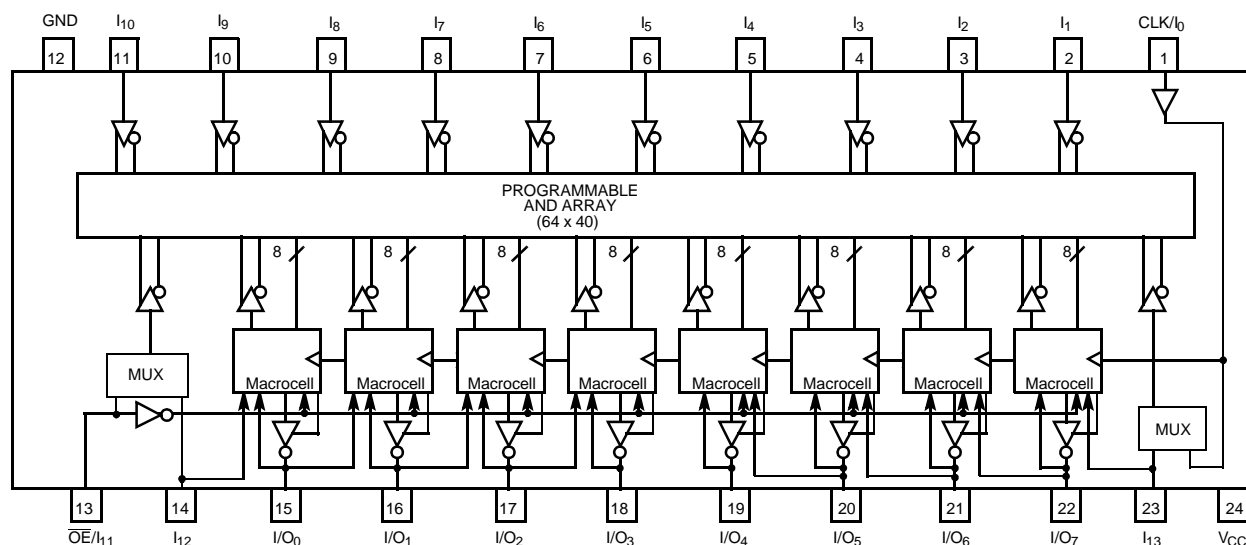 GND I10 I9 I8 I7 I6 I5 I4 I3 I2 I1 CLK/I0
12 11 10 9 8 7 6 5 4 3 2 1
PROGRAMMABLE
AND ARRAY
(64 x 40)
8 8 8 8 8 8 8 8
MUX
Macrocell Macrocell Macrocell Macrocell Macrocell Macrocell Macrocell Macrocell
MUX
13 14 15 16 17 18 19 20 21 22 23 24
O̅E̅/I11 I12 I/O0 I/O1 I/O2 I/O3 I/O4 I/O5 I/O6 I/O7 I13 VCC